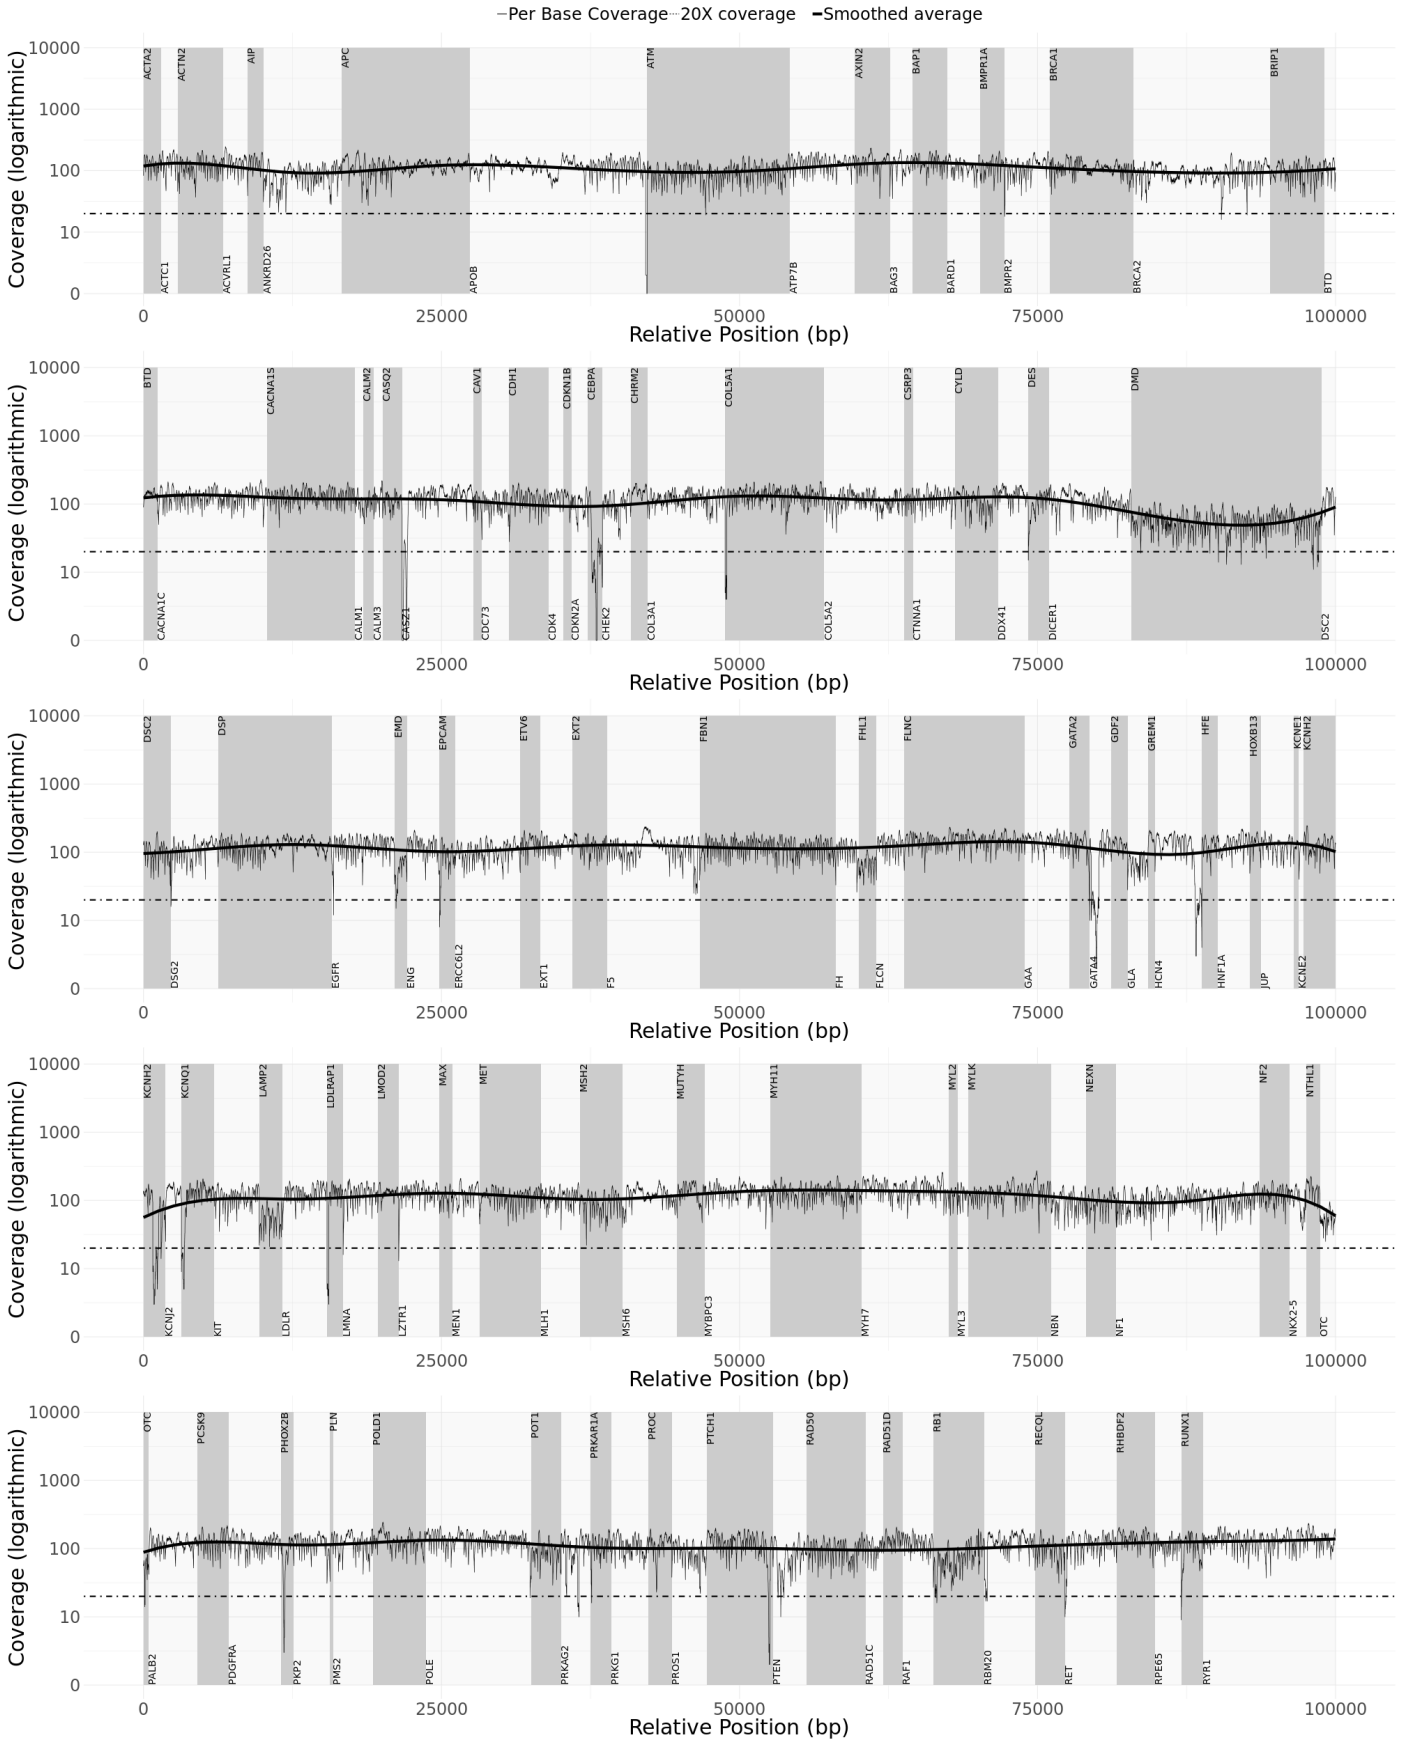 Per Base Coverage 20X coverage Smoothed average
Coverage (logarithmic)
10000
1000
100
10
0
ACTA2 ACTN2 AIP APC ATM AXIN2 BAP1 BMPR1A BRCA1 BRIP1
ACTC1 ACVRL1 ANKRD26 APOB ATP7B BAG3 BARD1 BMPR2 BRCA2 BTD
0 25000 50000 75000 100000
Relative Position (bp)
Coverage (logarithmic)
10000
1000
100
10
0
BTD CACNA1S CALM2 CASQ2 CAV1 CDH1 CDKN1B CEBPA CHRM2 COL5A1 CSRP3 CYLD DES DMD
CACNA1C CALM1 CALM3 CASZ1 CDC73 CDK4 CDKN2A CHEK2 COL3A1 COL5A2 CTNNA1 DDX41 DICER1 DSC2
0 25000 50000 75000 100000
Relative Position (bp)
Coverage (logarithmic)
10000
1000
100
10
0
DSC2 DSP EMD EPCAM ETV6 EXT2 FBN1 FHL1 FLNC GATA2 GDF2 GREM1 HFE HOXB13 KCNE1 KCNH2
DSG2 EGFR ENG ERCC6L2 EXT1 F5 FH FLCN GAA GATA4 GLA HCN4 HNF1A JUP KCNE2
0 25000 50000 75000 100000
Relative Position (bp)
Coverage (logarithmic)
10000
1000
100
10
0
KCNH2 KCNQ1 LAMP2 LDLRAP1 LMOD2 MAX MET MSH2 MUTYH MYH11 MYL2 MYLK NEXN NF2 NTHL1
KCNJ2 KIT LDLR LMNA LZTR1 MEN1 MLH1 MSH6 MYBPC3 MYH7 MYL3 NBN NF1 NKX2-5 OTC
0 25000 50000 75000 100000
Relative Position (bp)
Coverage (logarithmic)
10000
1000
100
10
0
OTC PCSK9 PHOX2B PLN POLD1 POT1 PRKAR1A PROC PTCH1 RAD50 RAD51D RB1 RECQL RHBDF2 RUNX1
PALB2 PDGFRA PKP2 PMS2 POLE PRKAG2 PRKG1 PROS1 PTEN RAD51C RAF1 RBM20 RET RPE65 RYR1
0 25000 50000 75000 100000
Relative Position (bp)